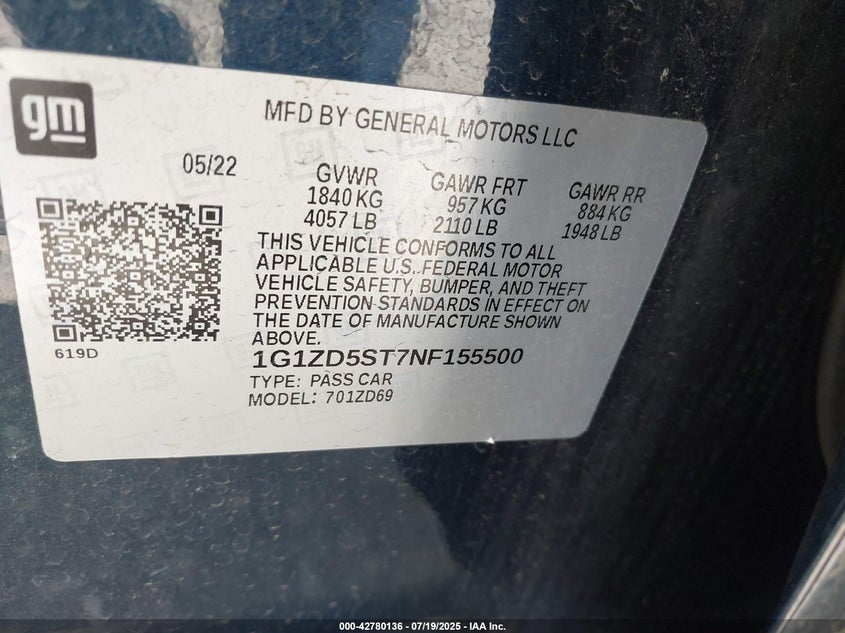 gm
MFD BY GENERAL MOTORS LLC
05/22
GVWR
1840 KG
4057 LB
GAWR FRT
957 KG
2110 LB
GAWR RR
884 KG
1948 LB
THIS VEHICLE CONFORMS TO ALL
APPLICABLE U.S. FEDERAL MOTOR
VEHICLE SAFETY, BUMPER, AND THEFT
PREVENTION STANDARDS IN EFFECT ON
THE DATE OF MANUFACTURE SHOWN
ABOVE.
619D
1G1ZD5ST7NF155500
TYPE: PASS CAR
MODEL: 701ZD69
000-42780136 - 07/19/2025 - IAA Inc.